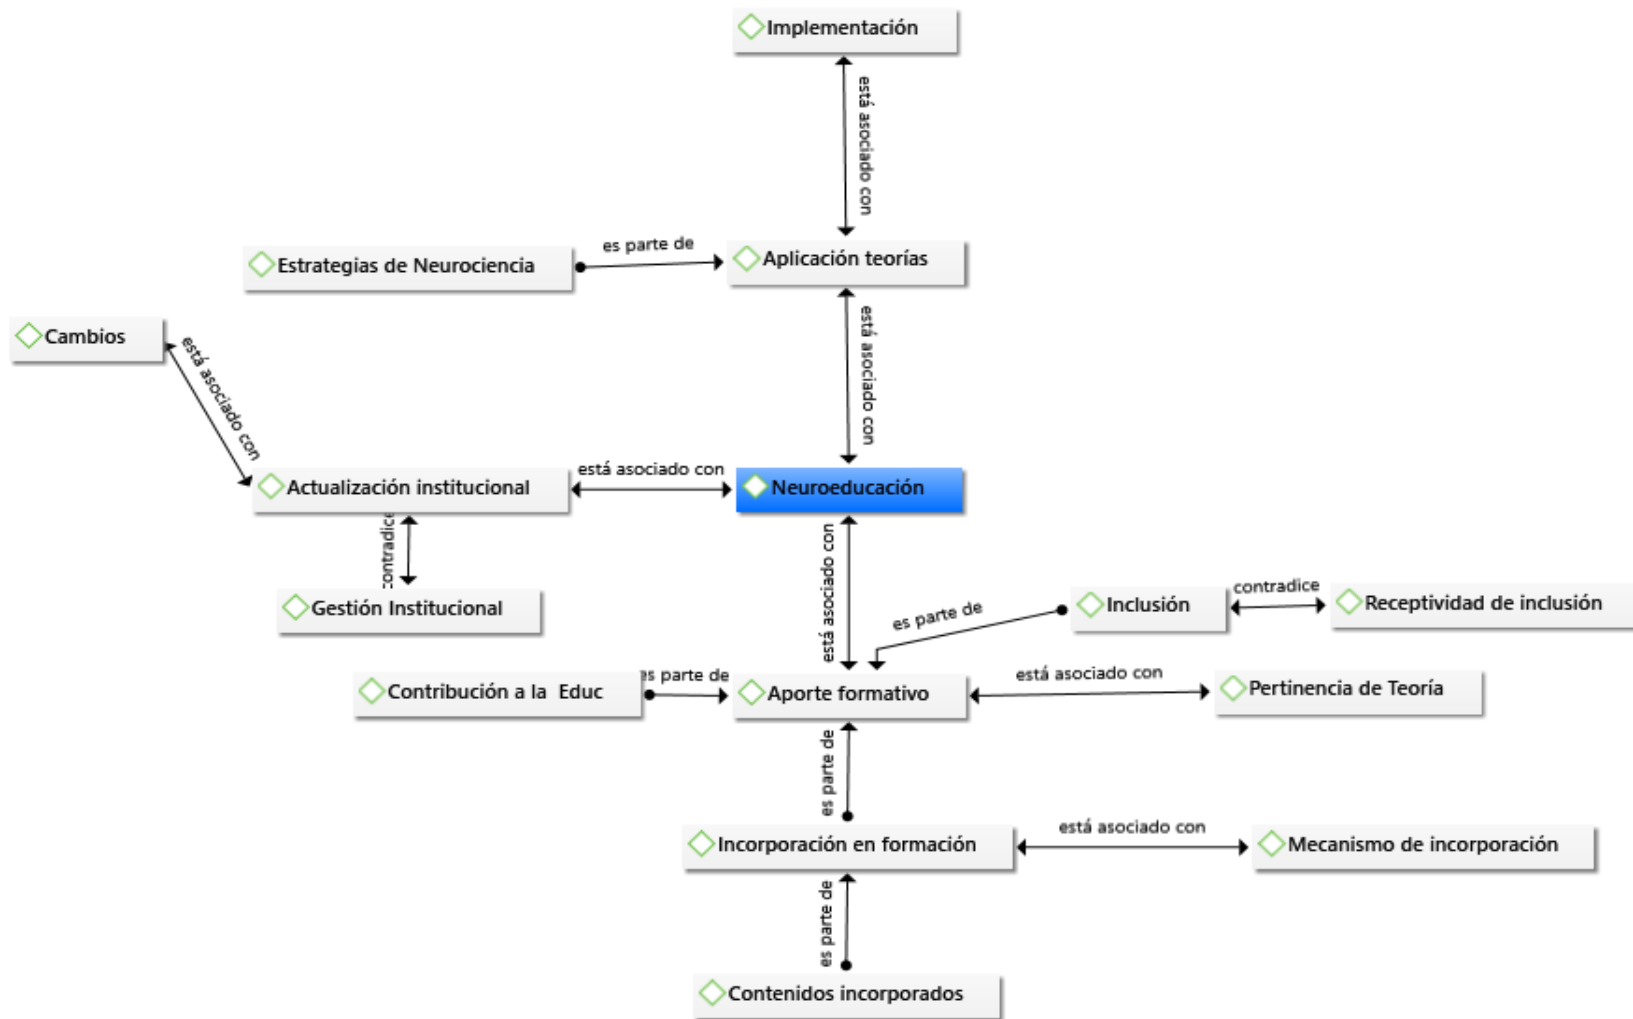 Implementación
está asociado con
es parte de
Estrategias de Neurociencia
Aplicación teorías
Cambios
está asociado con
está asociado con
Actualización institucional
está asociado con
Neuroeducación
contradice
está asociado con
Gestión Institucional
Inclusión
contradice
Receptividad de inclusión
es parte de
Contribución a la  Educ
es parte de
Aporte formativo
está asociado con
Pertinencia de Teoría
es parte de
Incorporación en formación
está asociado con
Mecanismo de incorporación
es parte de
Contenidos incorporados